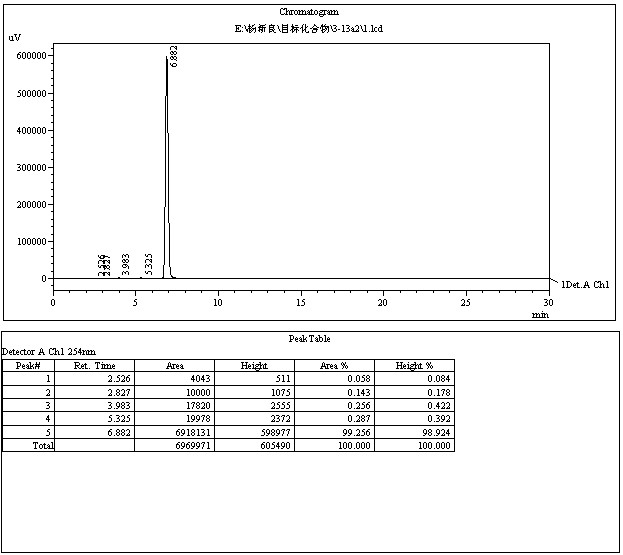 Chromatogram
E:\杨新良\目标化合物\3-13a2\1.lcd
uV
600000
500000
400000
300000
200000
100000
0
2.526
2.827
3.983
5.325
6.882
1Det.A Ch1
0 5 10 15 20 25 30
min
Peak Table
Detector A Ch1 254nm
Peak# Ret. Time Area Height Area % Height %
1 2.526 4043 511 0.058 0.084
2 2.827 10000 1075 0.143 0.178
3 3.983 17820 2555 0.256 0.422
4 5.325 19978 2372 0.287 0.392
5 6.882 6918131 598977 99.256 98.924
Total 6969971 605490 100.000 100.000